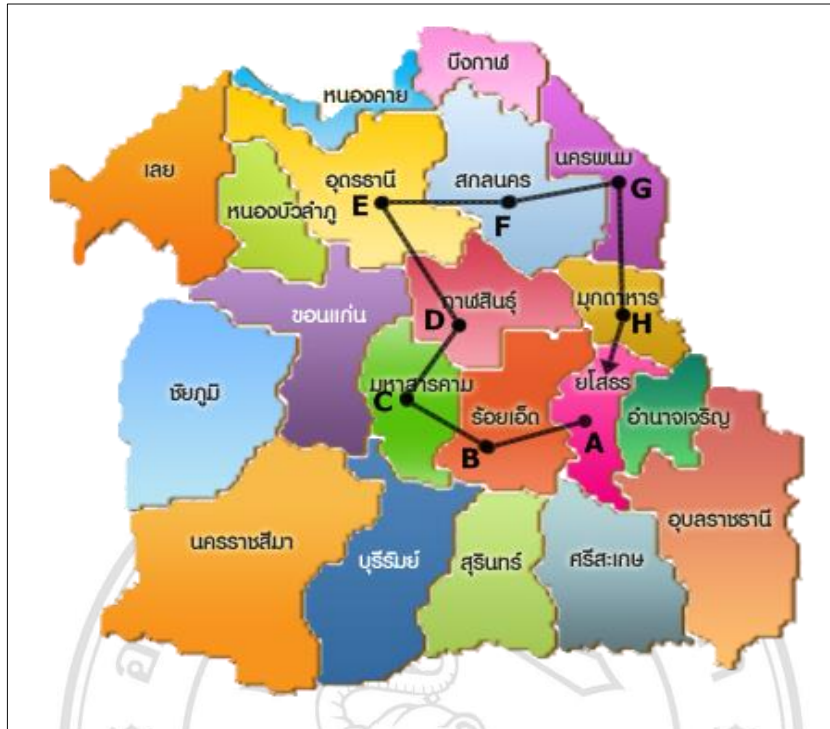 บึงกาฬ
หนองคาย
เลย
อุดรธานี
สกลนคร
นครพนม
หนองบัวลำภู
E
F
G
ขอนแก่น
กาฬสินธุ์
มุกดาหาร
D
H
ชัยภูมิ
มหาสารคาม
ยโสธร
C
ร้อยเอ็ด
อำนาจเจริญ
B
A
อุบลราชธานี
นครราชสีมา
บุรีรัมย์
สุรินทร์
ศรีสะเกษ